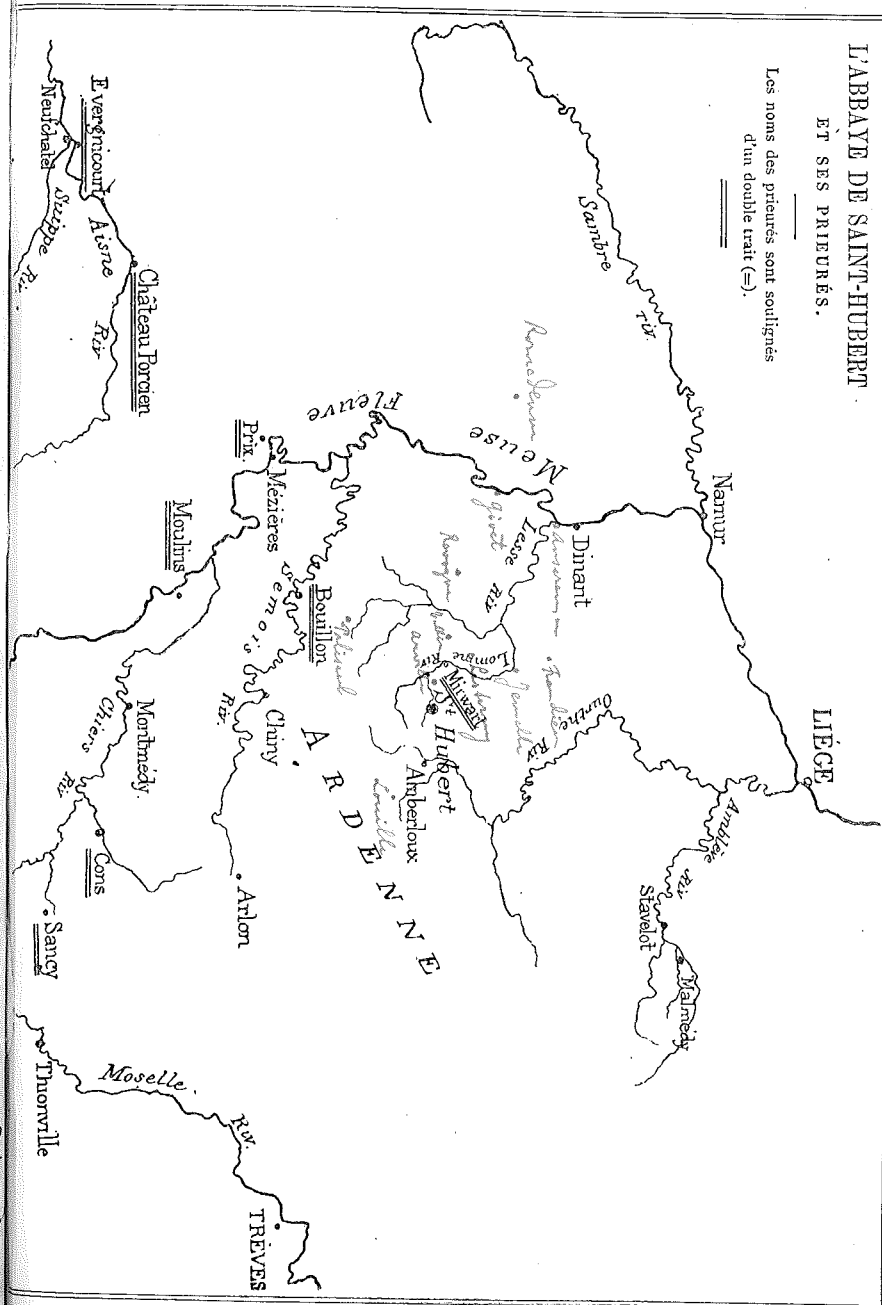 L'ABBAYE DE SAINT-HUBERT
ET SES PRIEURÉS.
Les noms des prieurés sont soulignés
d'un double trait (=).
LIÉGE
Namur
Sambre riv.
Amblève Riv
Stavelot
Malmédy
Dinant
Ourthe Riv
Lesse Riv
Fleuve Meuse
givet
Lomme Riv
Mirwart
St Hubert
Amberloux
ARDENNE
Bouillon
Semois Riv.
Chiny
Arlon
Prix.
Mézières
Moulins
Montmédy.
Chiers Riv
Cons
Sancy
Evergnicourt
Neufchatel
Suippe Riv
Aisne Riv
Château Porcien
Thionville
Moselle Riv.
TRÈVES